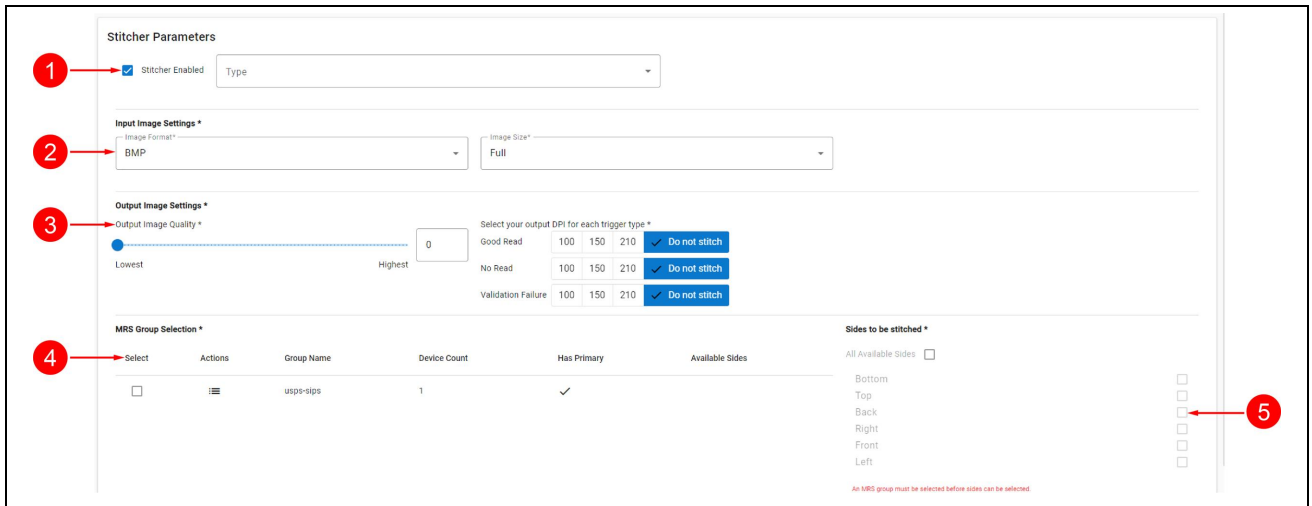 Stitcher Parameters
1
Stitcher Enabled
Type
Input Image Settings *
Image Format*
Image Size*
2
BMP
Full
Output Image Settings *
3
Output Image Quality *
Select your output DPI for each trigger type *
0
Good Read 100 150 210 Do not stitch
Lowest Highest
No Read 100 150 210 Do not stitch
Validation Failure 100 150 210 Do not stitch
MRS Group Selection *
Sides to be stitched *
4
Select Actions Group Name Device Count Has Primary Available Sides
All Available Sides
usps-sips 1
Bottom
Top
Back
5
Right
Front
Left
An MRS group must be selected before sides can be selected